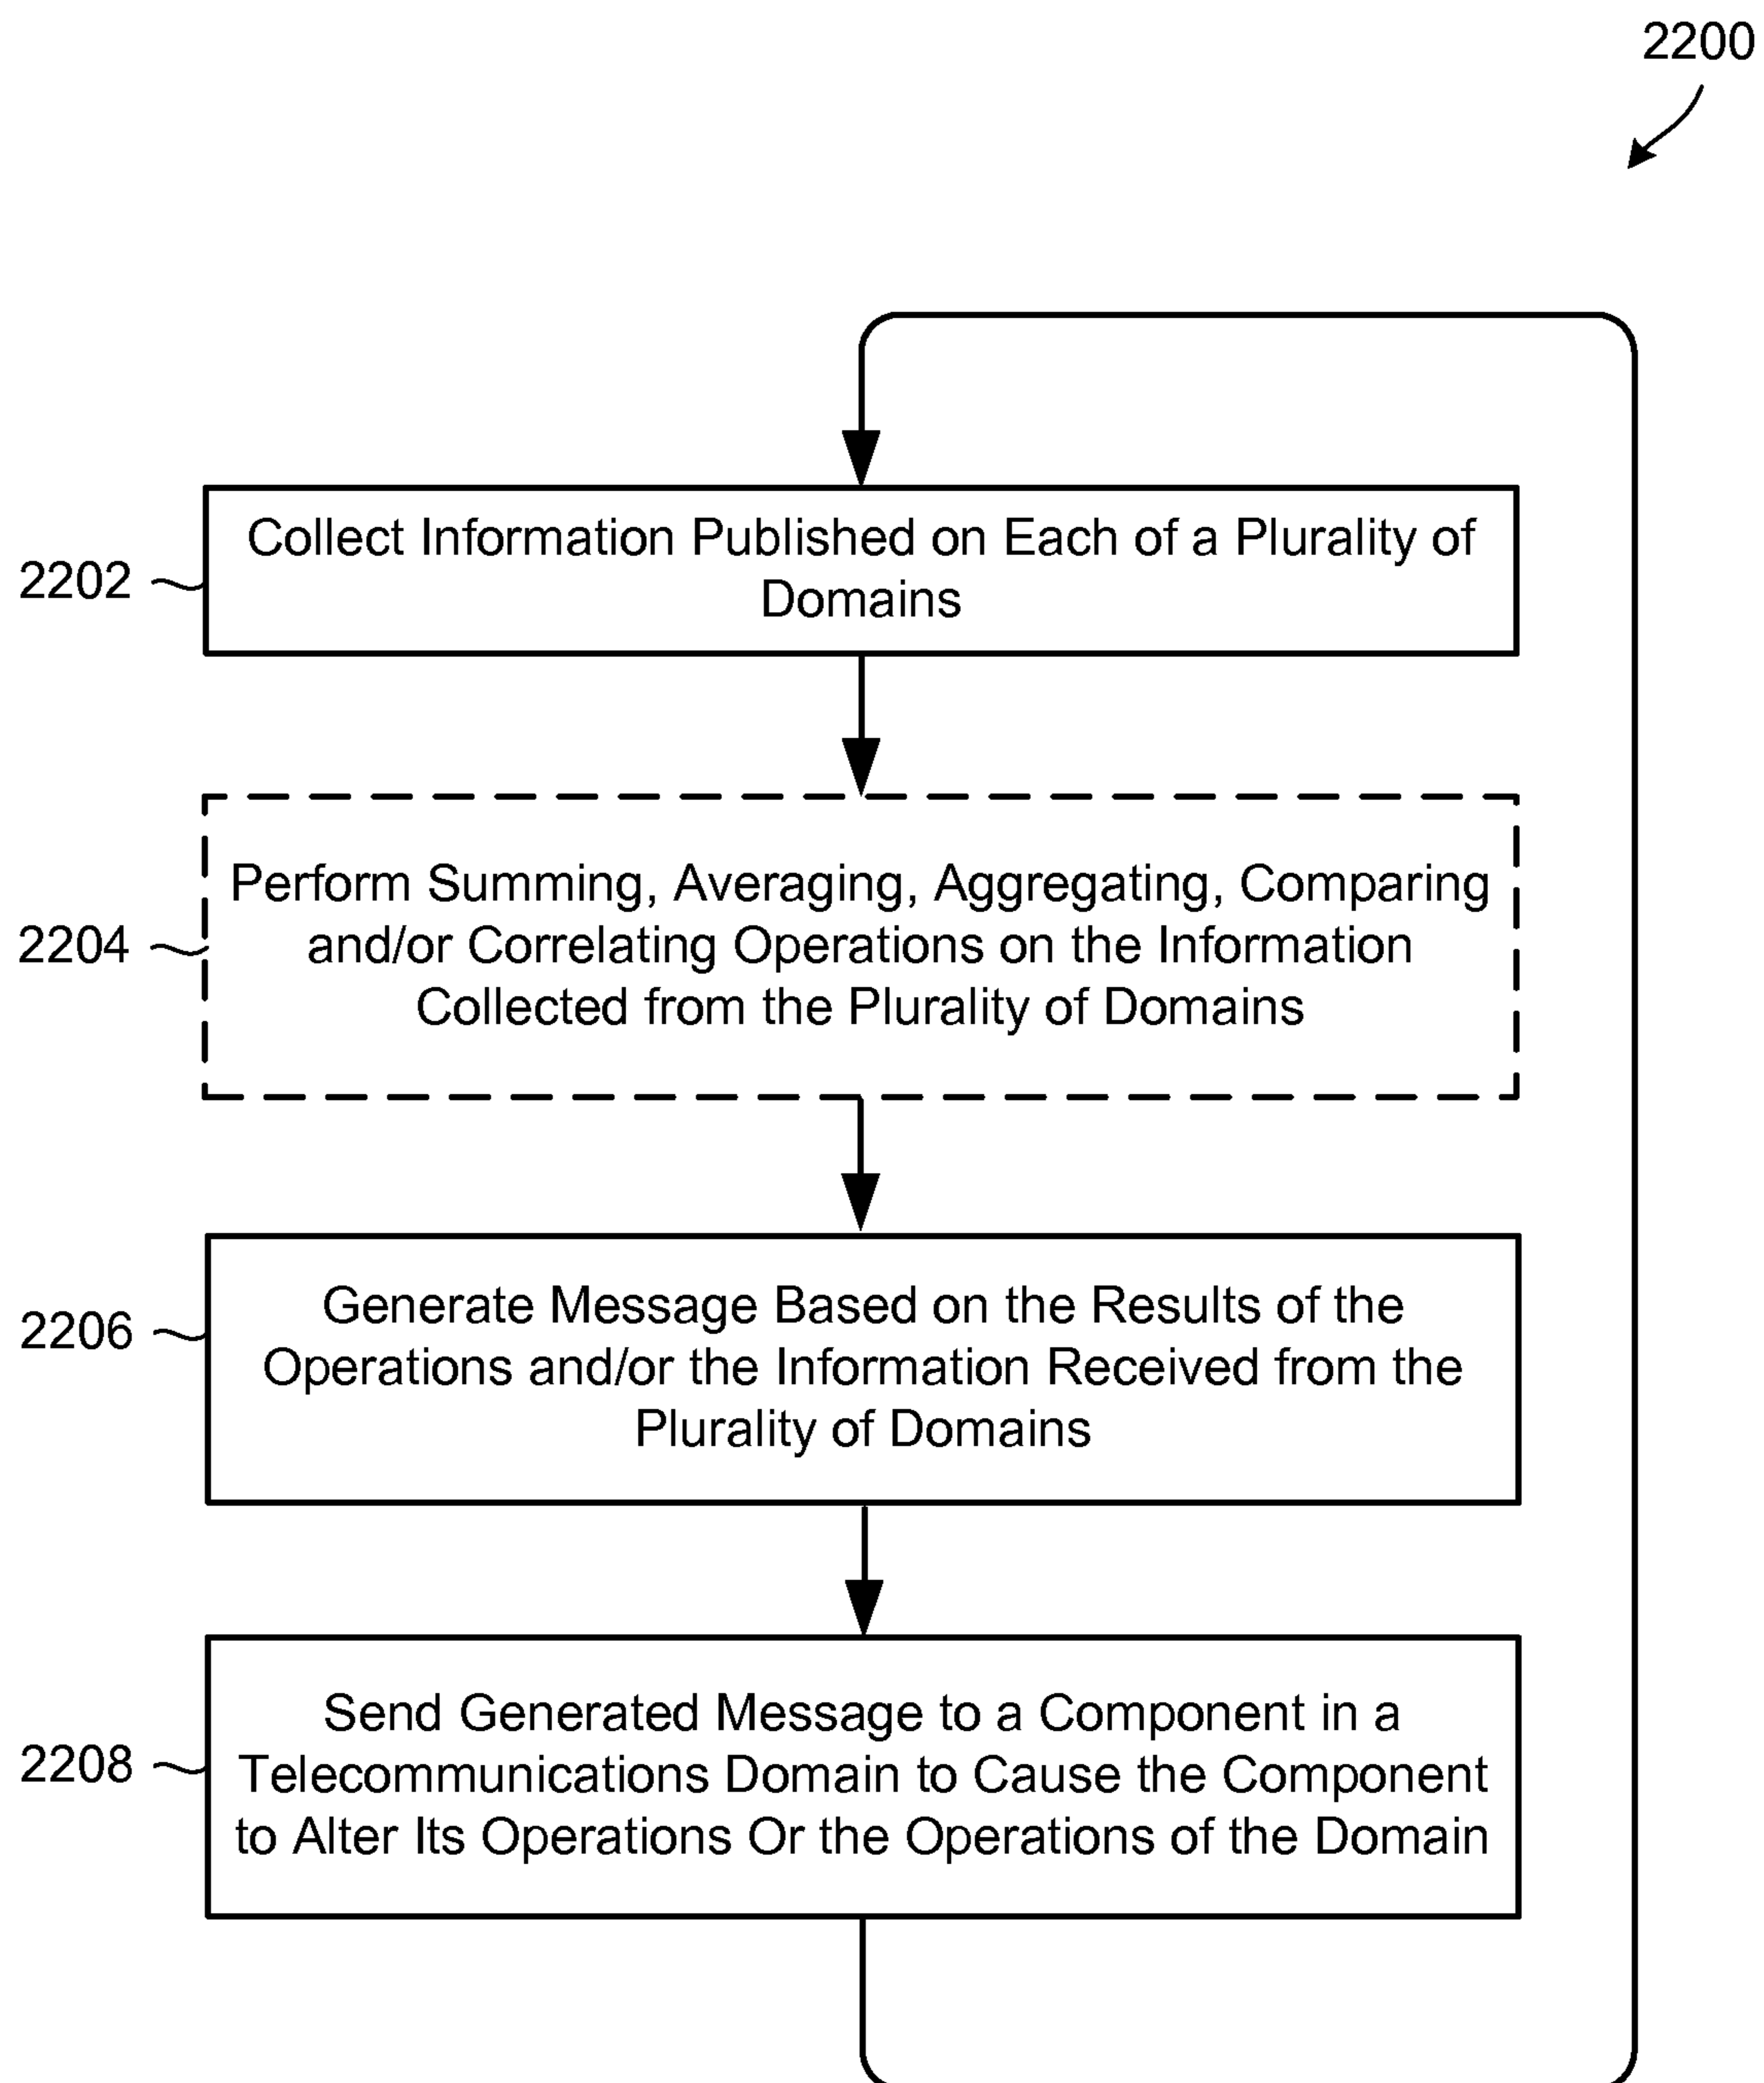 2200
2202
Collect Information Published on Each of a Plurality of
Domains
2204
Perform Summing, Averaging, Aggregating, Comparing
and/or Correlating Operations on the Information
Collected from the Plurality of Domains
2206
Generate Message Based on the Results of the
Operations and/or the Information Received from the
Plurality of Domains
2208
Send Generated Message to a Component in a
Telecommunications Domain to Cause the Component
to Alter Its Operations Or the Operations of the Domain